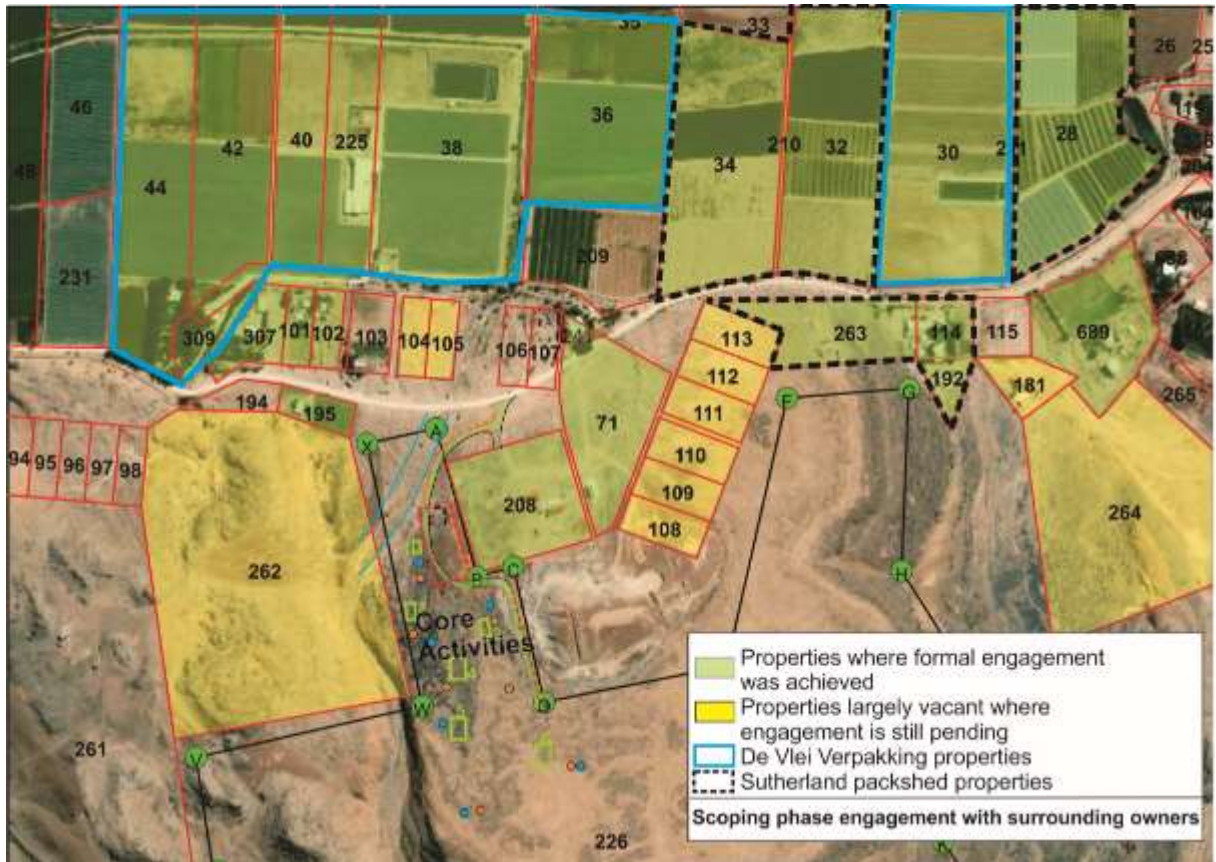 35
33
26
25
46
42
40
225
38
36
210
32
30
28
48
44
34
231
209
309
307
101
102
103
104
105
106
107
241
113
263
114
115
689
112
192
181
194
195
111
71
265
X
A
F
G
94
95
96
97
98
110
109
208
108
264
262
B
C
H
Core
Activities
W
D
V
261
226
Properties where formal engagement
was achieved
Properties largely vacant where
engagement is still pending
De Vlei Verpakking properties
Sutherland packshed properties
Scoping phase engagement with surrounding owners